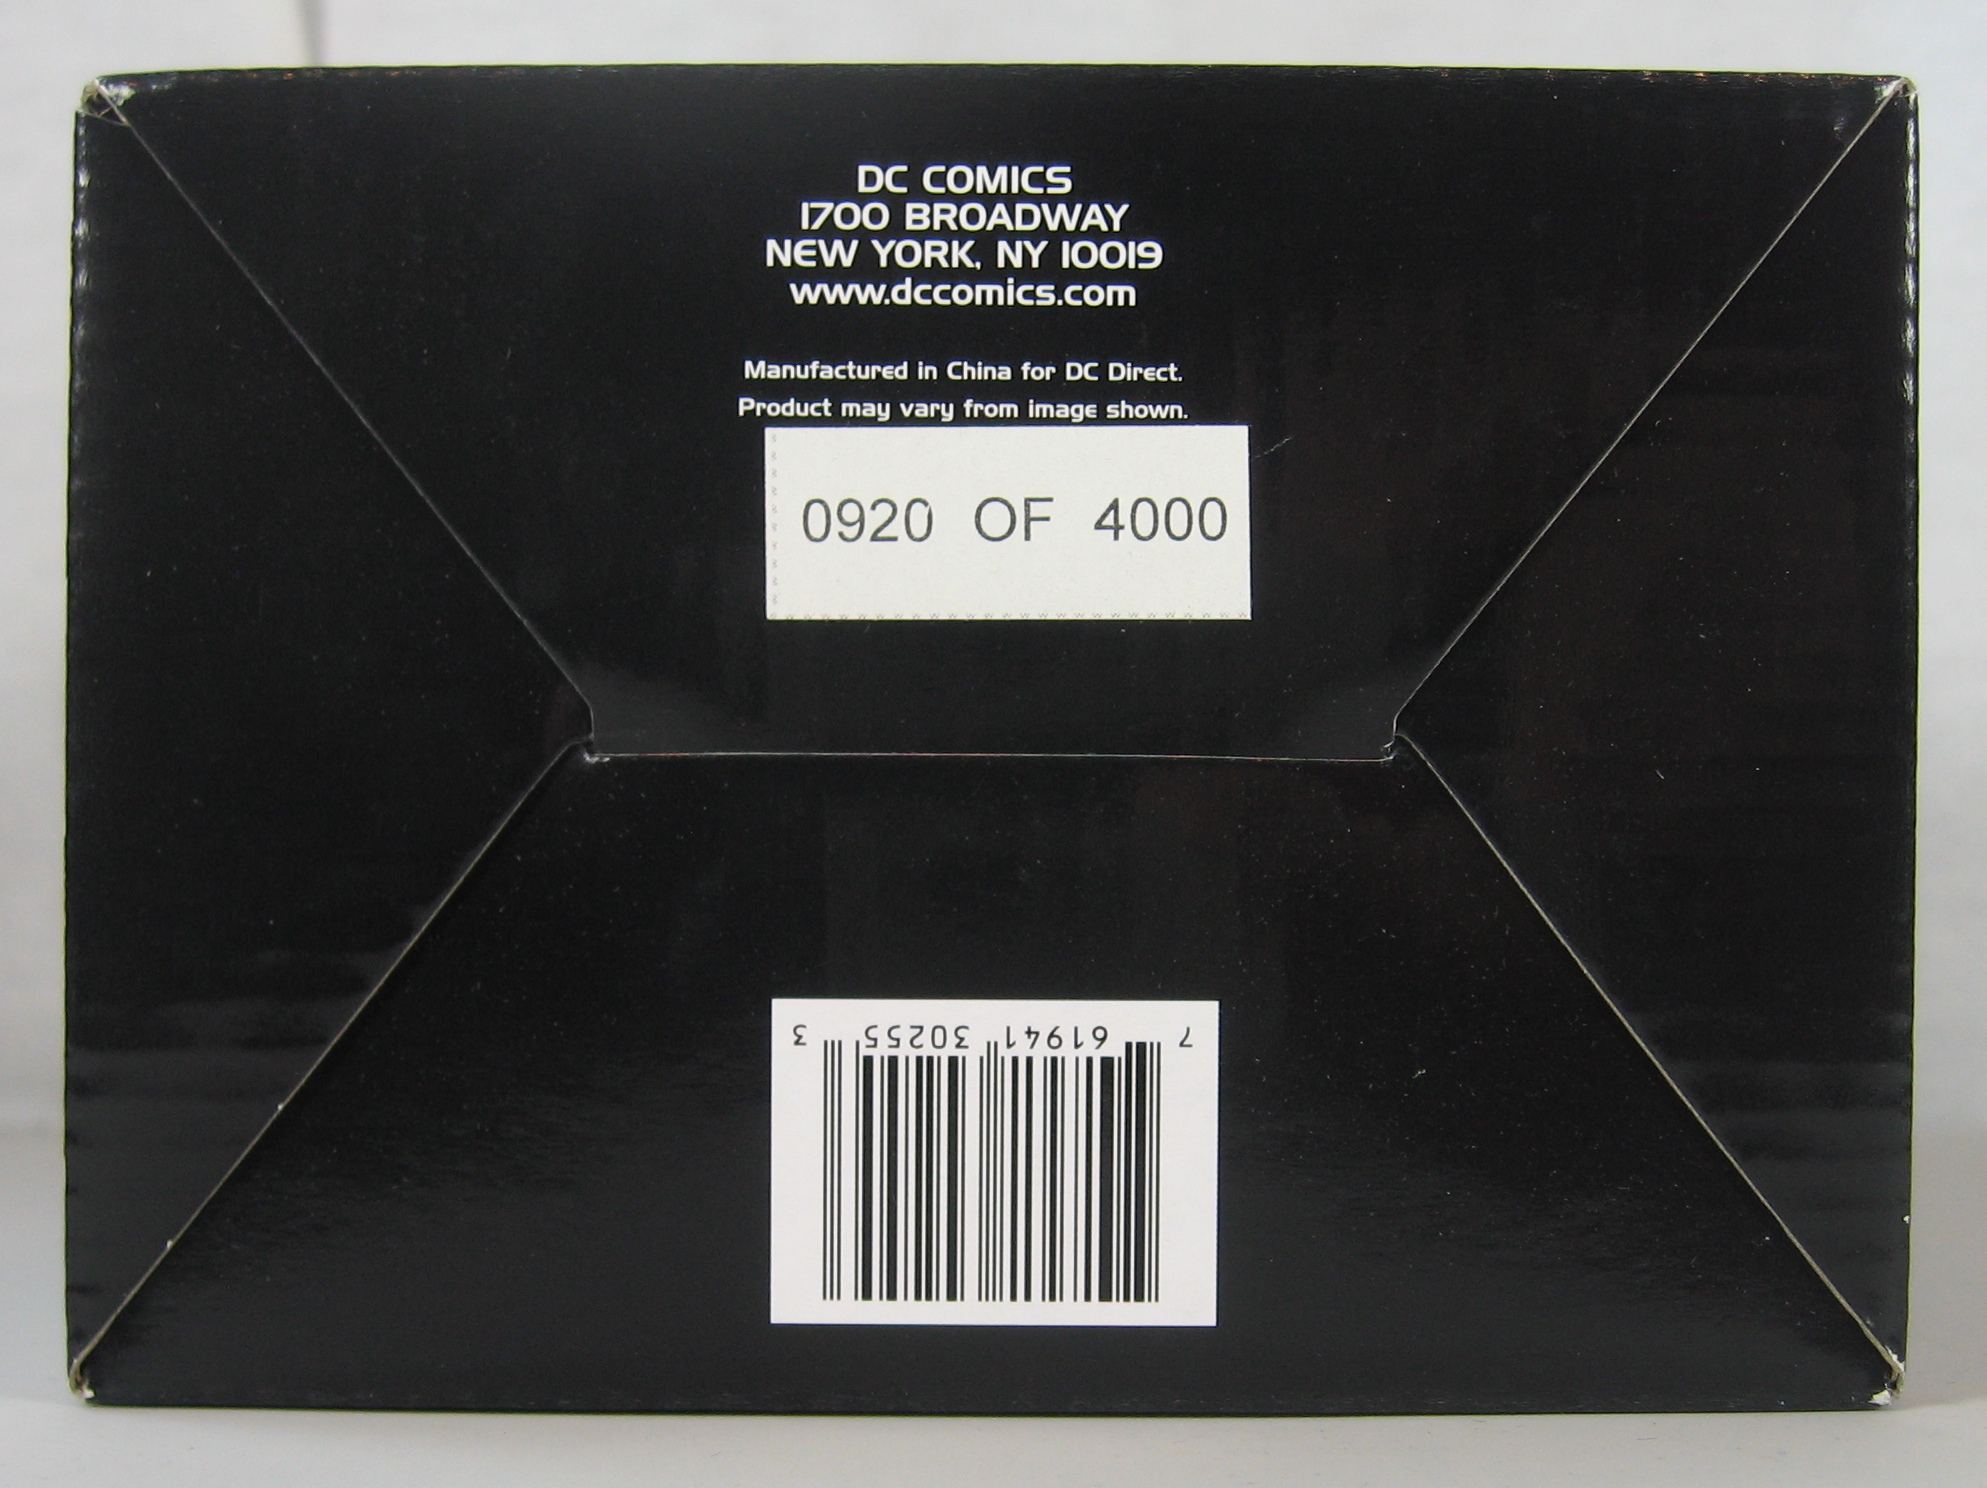 DC COMICS
1700 BROADWAY
NEW YORK, NY 10019
www.dccomics.com
Manufactured in China for DC Direct.
Product may vary from image shown.
0920 OF 4000
7 61941 30255 3